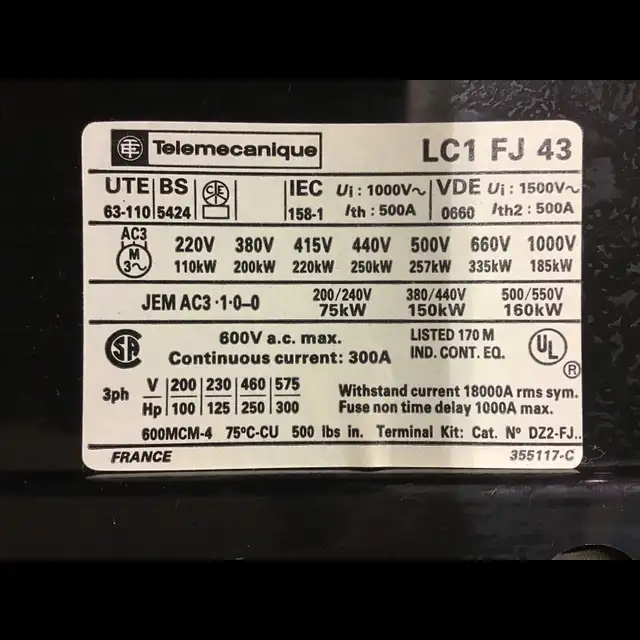 Telemecanique LC1 FJ 43
UTE BS IEC Ui : 1000V~ VDE Ui : 1500V~
63-110 5424 158-1 Ith : 500A 0660 Ith2 : 500A
AC3 220V 380V 415V 440V 500V 660V 1000V
M 3~ 110kW 200kW 220kW 250kW 257kW 335kW 185kW
JEM AC3·1·0-0 200/240V 380/440V 500/550V
75kW 150kW 160kW
SA 600V a.c. max. LISTED 170 M UL ®
Continuous current: 300A IND. CONT. EQ.
3ph V 200 230 460 575 Withstand current 18000A rms sym.
Hp 100 125 250 300 Fuse non time delay 1000A max.
600MCM-4 75°C-CU 500 lbs in. Terminal Kit: Cat. N° DZ2-FJ..
FRANCE 355117-C